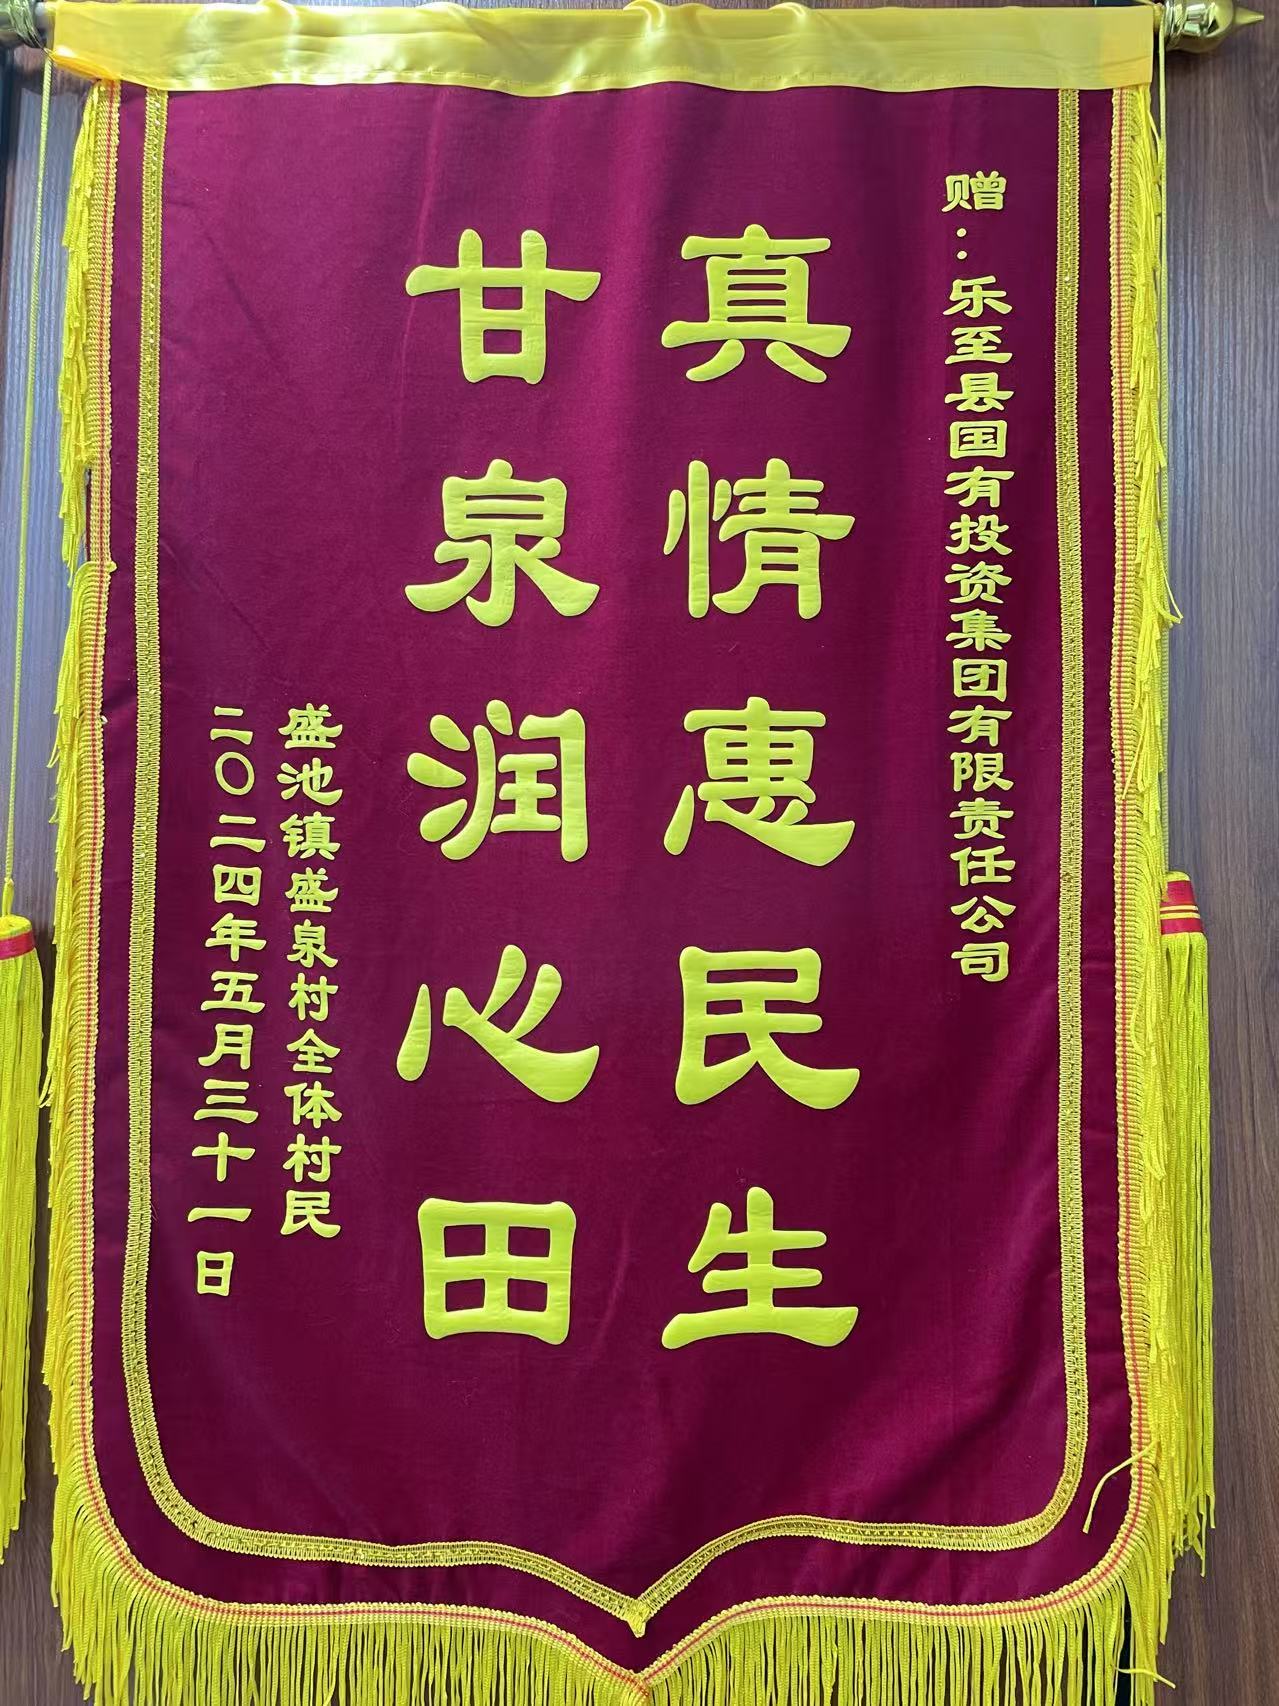 赠：乐至县国有投资集团有限责任公司
真情惠民生
甘泉润心田
盛池镇盛泉村全体村民
二〇二四年五月三十一日